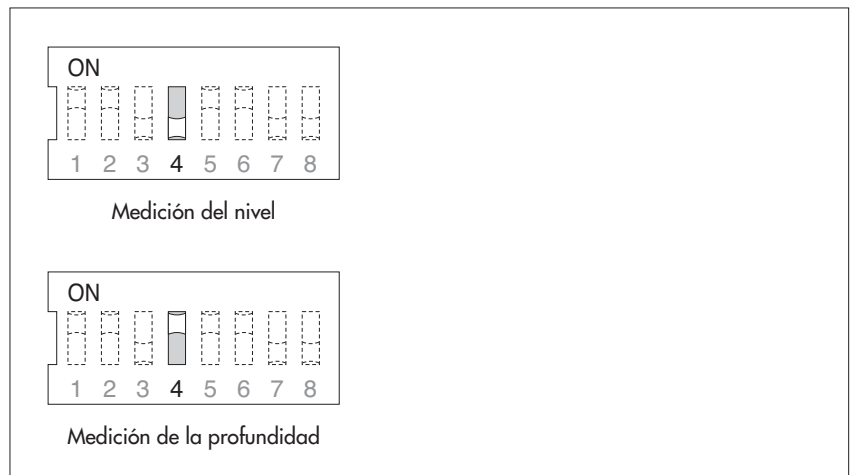 ON
1 2 3 4 5 6 7 8
Medición del nivel
ON
1 2 3 4 5 6 7 8
Medición de la profundidad